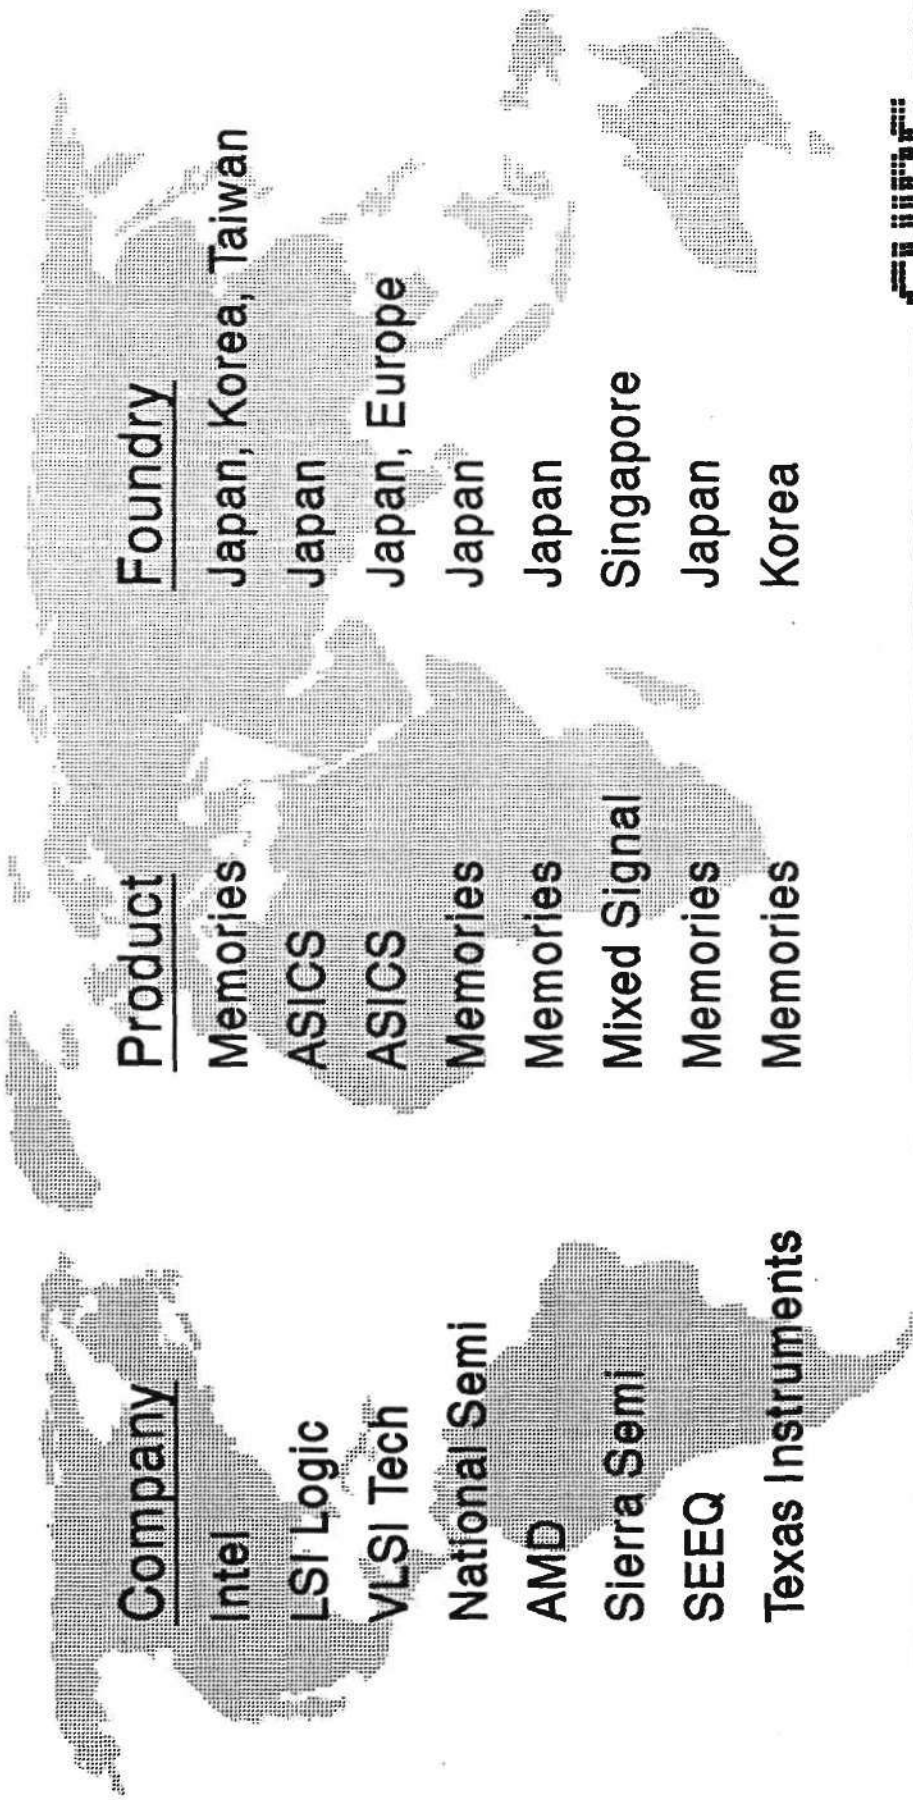 Company Product Foundry
Intel Memories Japan, Korea, Taiwan
LSI Logic ASICS Japan
VLSI Tech ASICS Japan, Europe
National Semi Memories Japan
AMD Memories Japan
Sierra Semi Mixed Signal Singapore
SEEQ Memories Japan
Texas Instruments Memories Korea